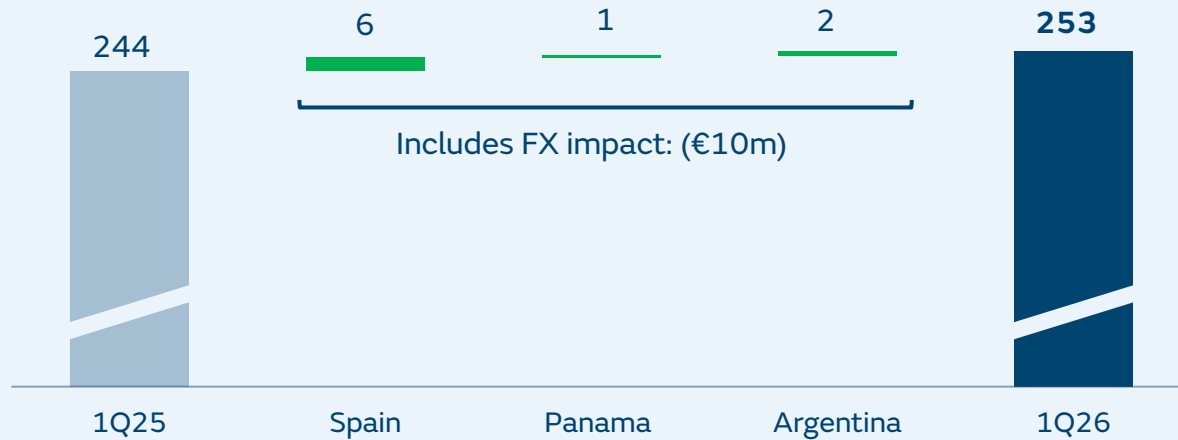 244
6
1
2
253
Includes FX impact: (€10m)
1Q25
Spain
Panama
Argentina
1Q26